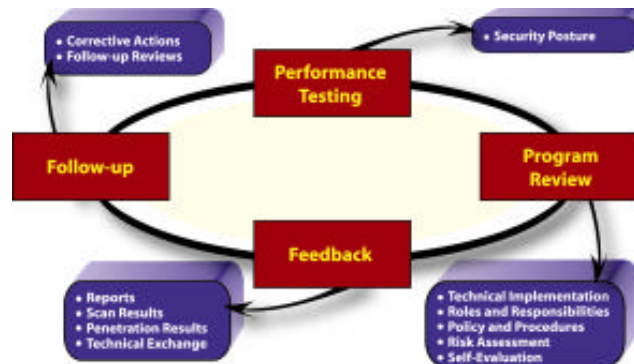 • Corrective Actions
• Follow-up Reviews
• Security Posture
Performance
Testing
Follow-up
Program
Review
Feedback
• Reports
• Scan Results
• Penetration Results
• Technical Exchange
• Technical Implementation
• Roles and Responsibilities
• Policy and Procedures
• Risk Assessment
• Self-Evaluation